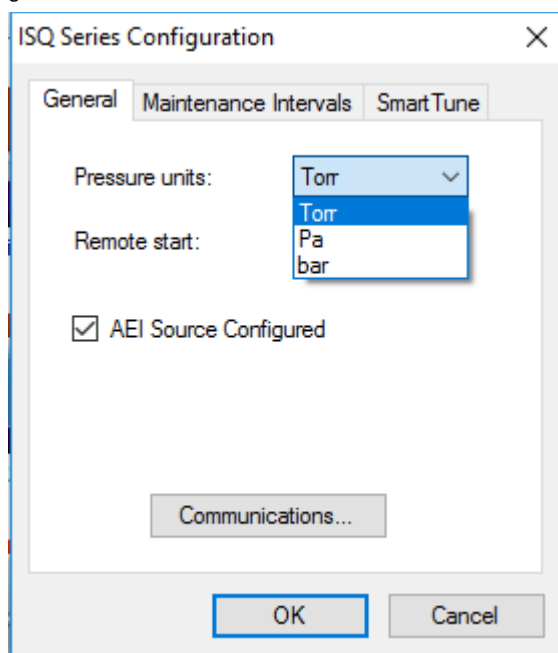 ISQ Series Configuration
General Maintenance Intervals SmartTune
Pressure units: Torr
Torr
Pa
bar
Remote start:
AEI Source Configured
Communications...
OK Cancel